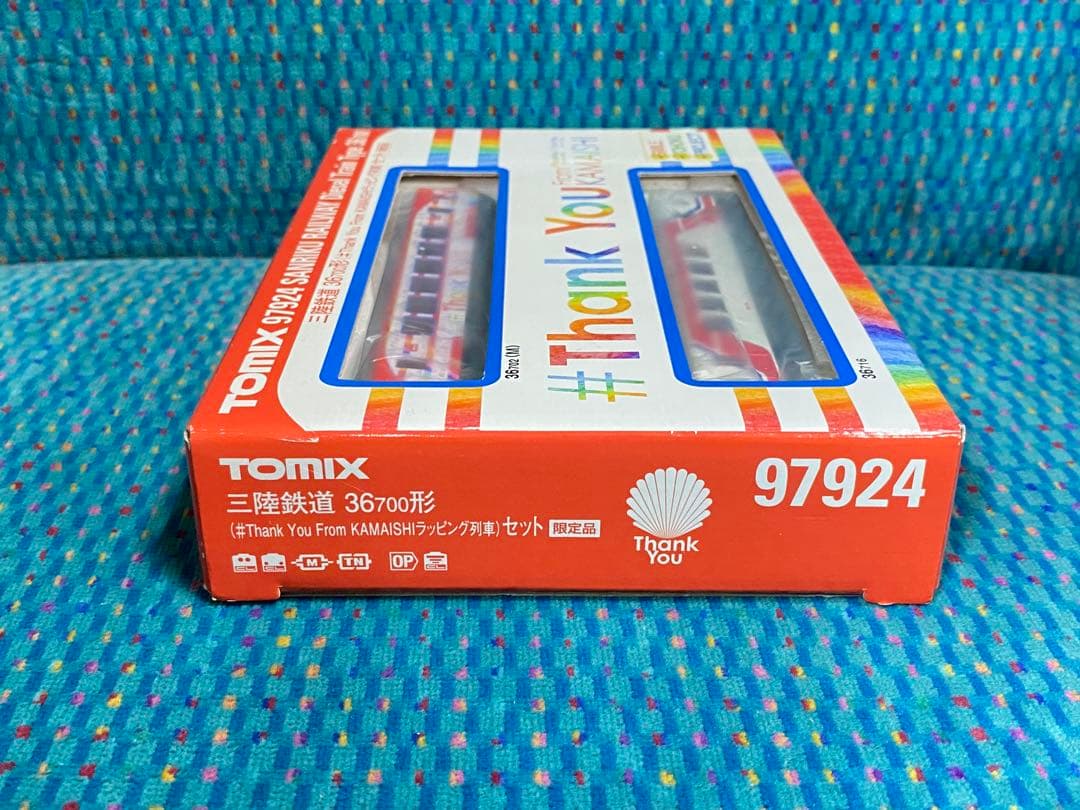 TOMIX 97924 SANRIKU RAILWAY Diesel Train Type
三陸鉄道 36700形
#Thank You
From
KAMAISHI
36702 (M)
36716
TOMIX
三陸鉄道 36700形
(#Thank You From KAMAISHIラッピング列車) セット 限定品
M TN OP
Thank
You
97924